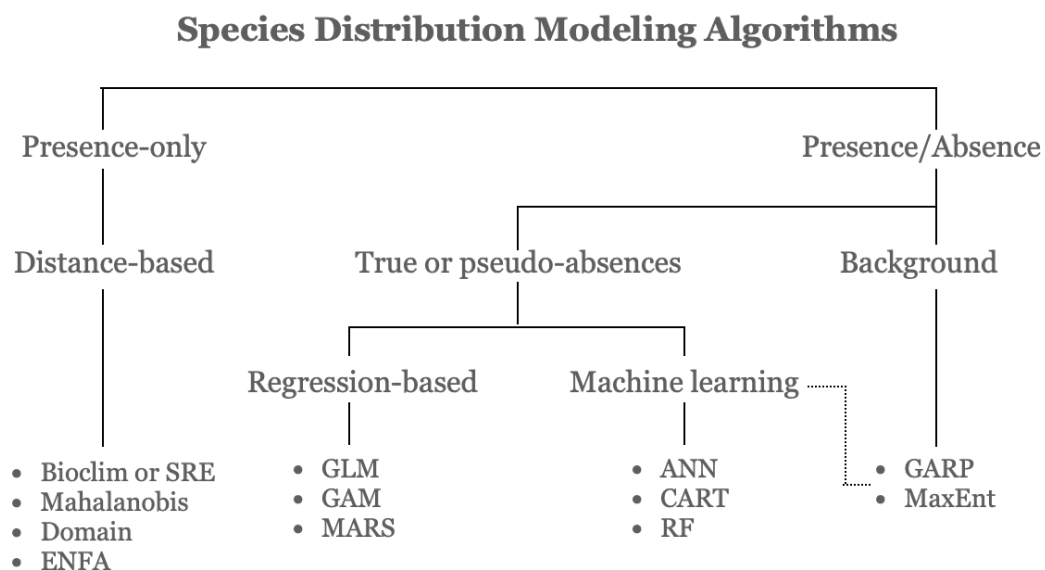 Species Distribution Modeling Algorithms
Presence-only
Presence/Absence
Distance-based
True or pseudo-absences
Background
Regression-based
Machine learning
• Bioclim or SRE
• Mahalanobis
• Domain
• ENFA
• GLM
• GAM
• MARS
• ANN
• CART
• RF
• GARP
• MaxEnt